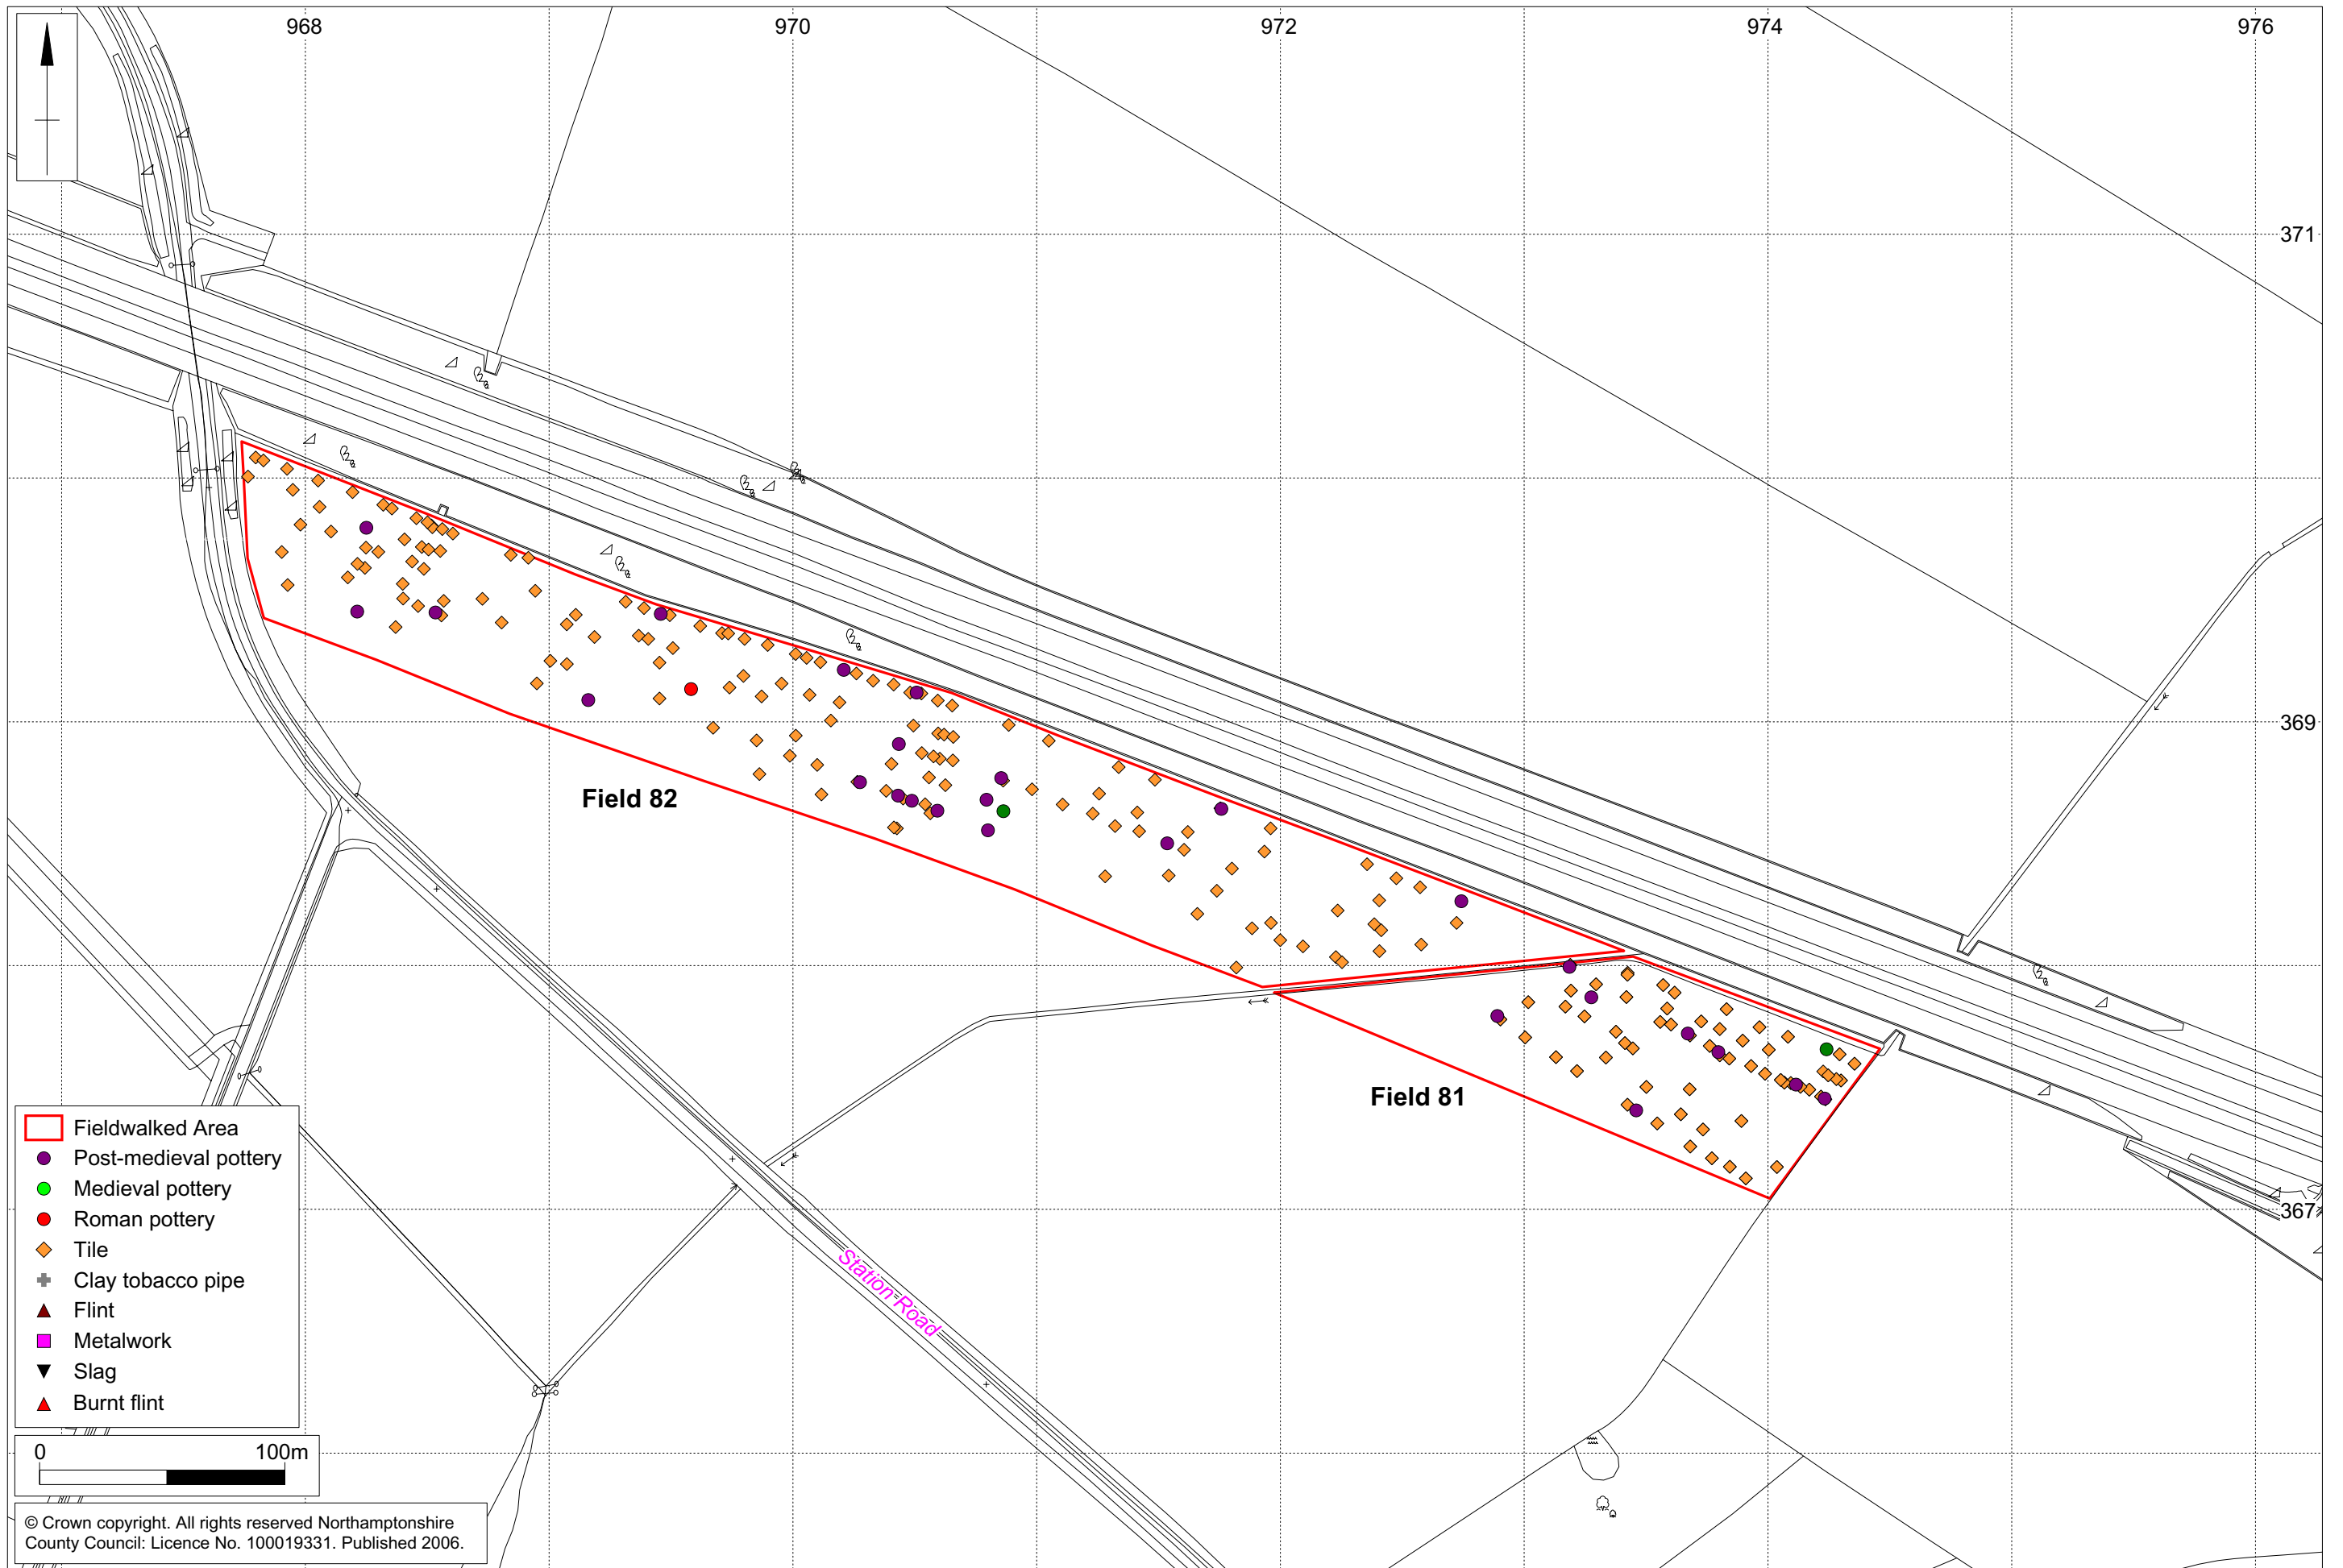 968
970
972
974
976
371
369
367
Field 82
Field 81
Station Road
Fieldwalked Area
Post-medieval pottery
Medieval pottery
Roman pottery
Tile
Clay tobacco pipe
Flint
Metalwork
Slag
Burnt flint
0 100m
© Crown copyright. All rights reserved Northamptonshire
County Council: Licence No. 100019331. Published 2006.